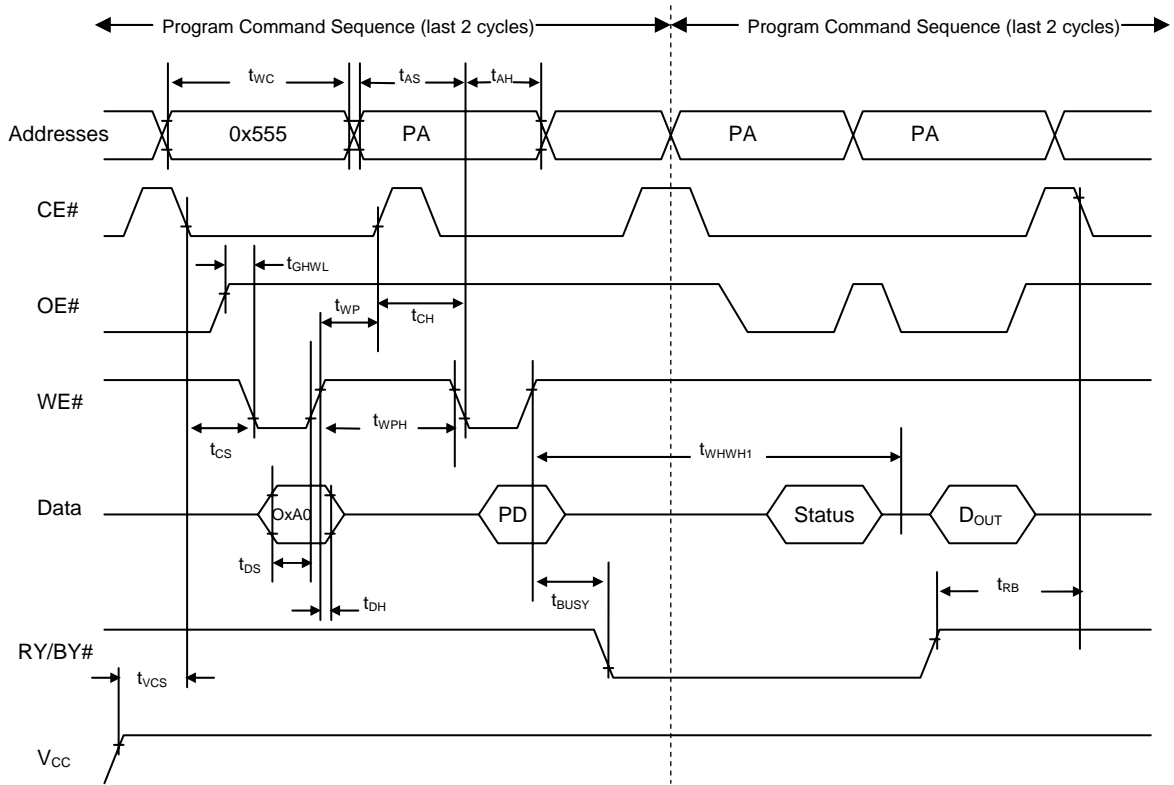 Program Command Sequence (last 2 cycles) Program Command Sequence (last 2 cycles)
tWC tAS tAH
Addresses 0x555 PA PA PA
CE#
tGHWL
OE# tWP tCH
WE#
tCS tWPH tWHWH1
Data OxA0 PD Status DOUT
tDS tDH tBUSY tRB
RY/BY#
tVCS
VCC